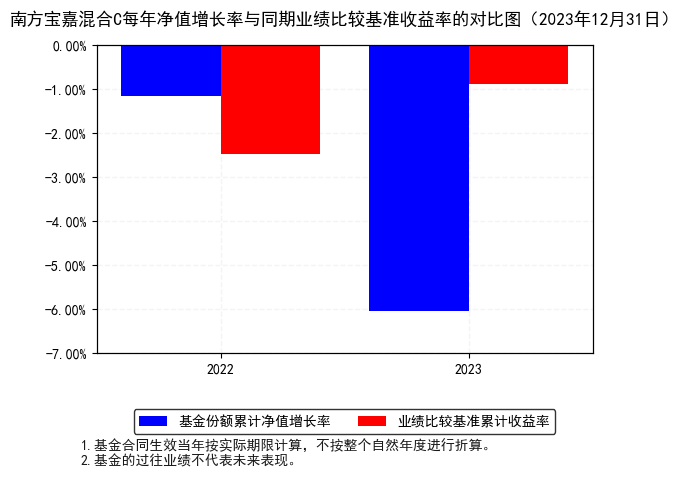 南方宝嘉混合C每年净值增长率与同期业绩比较基准收益率的对比图（2023年12月31日）
0.00%
-1.00%
-2.00%
-3.00%
-4.00%
-5.00%
-6.00%
-7.00%
2022 2023
基金份额累计净值增长率 业绩比较基准累计收益率
1.基金合同生效当年按实际期限计算，不按整个自然年度进行折算。
2.基金的过往业绩不代表未来表现。